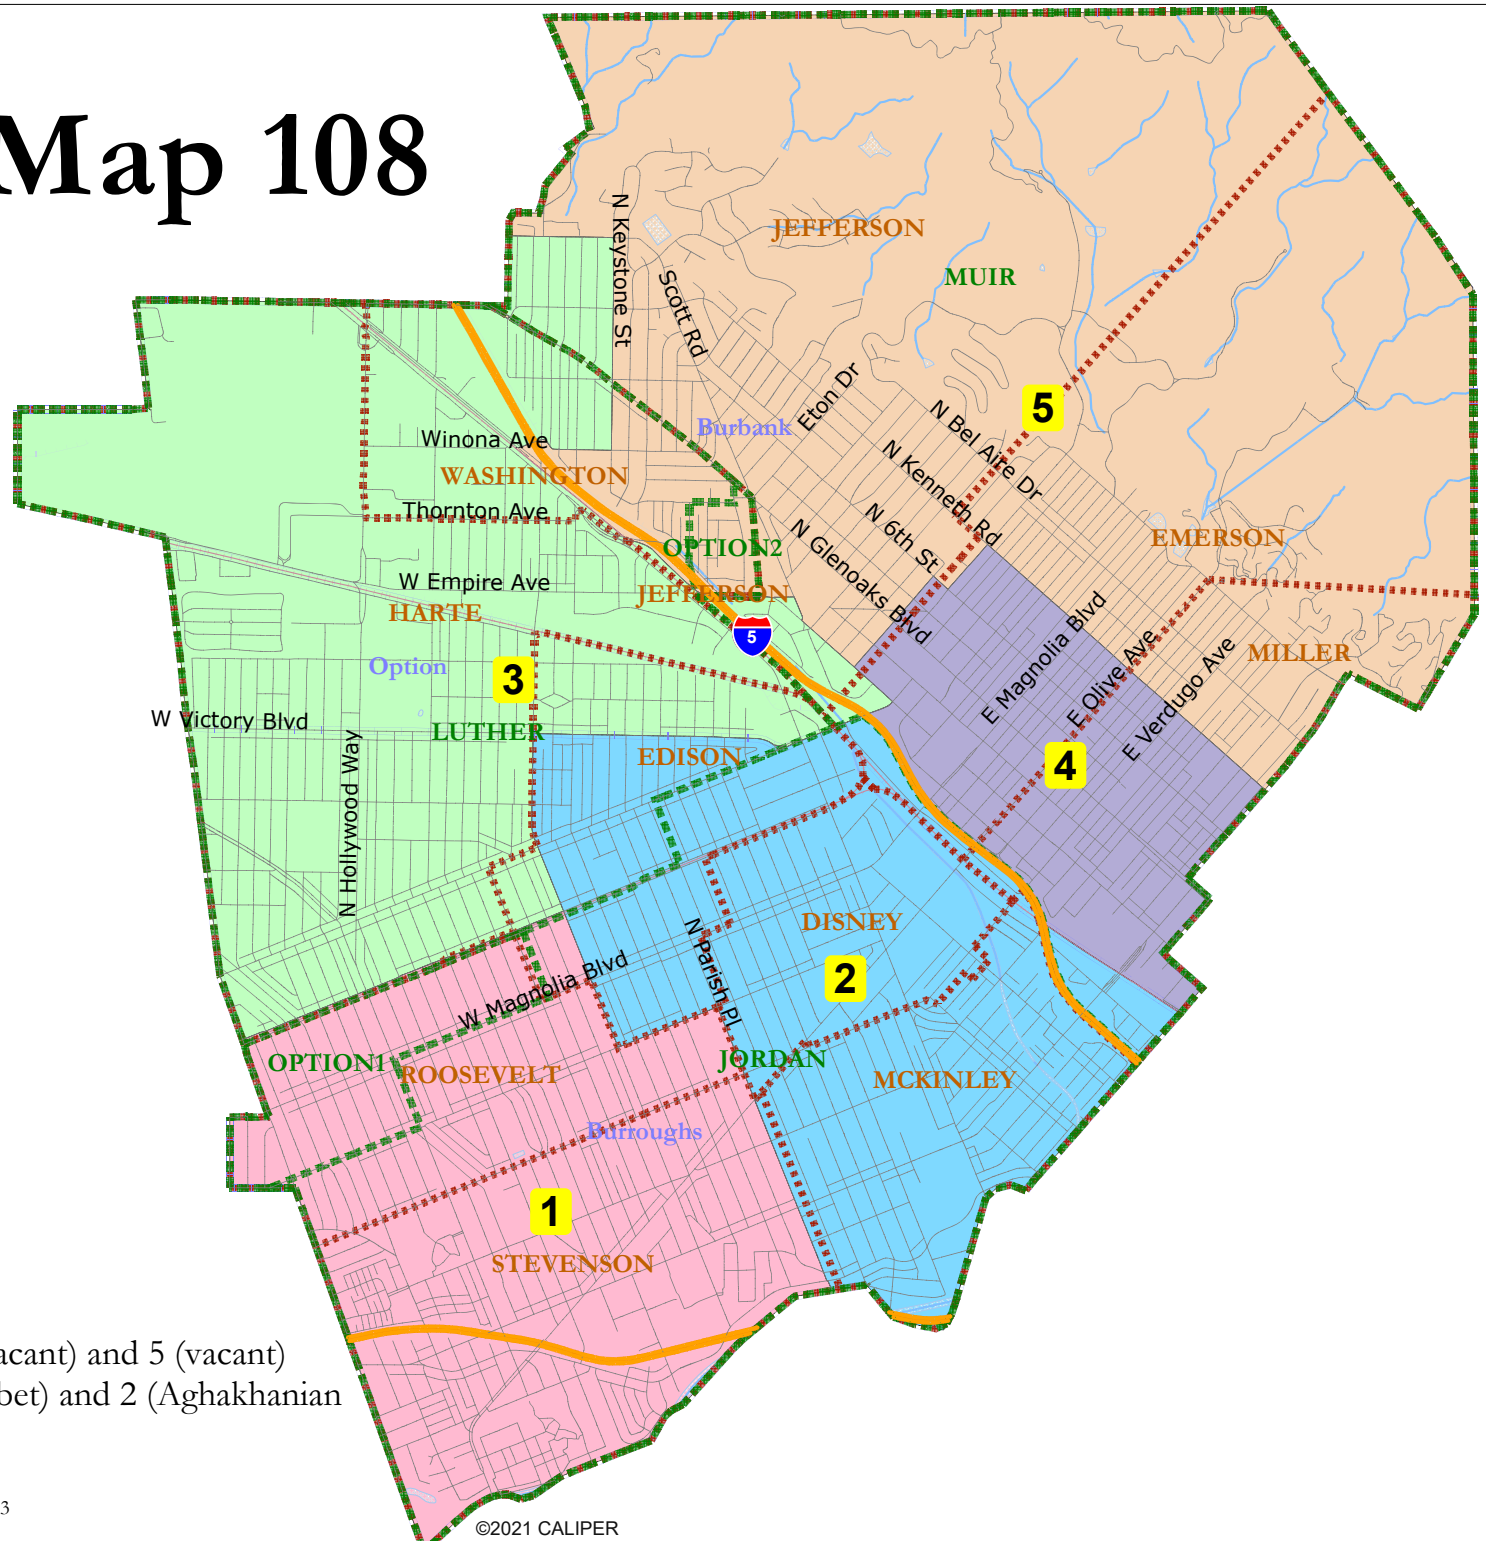 Map 108
N Keystone St
JEFFERSON
MUIR
Scott Rd
Eton Dr
5
N Bel Aire Dr
Burbank
Winona Ave
N Kenneth Rd
WASHINGTON
Thornton Ave
N 6th St
N Glenoaks Blvd
EMERSON
OPTION2
W Empire Ave
JEFFERSON
HARTE
5
E Magnolia Blvd
E Olive Ave
E Verdugo Ave
MILLER
Option
3
W Victory Blvd
LUTHER
EDISON
4
N Hollywood Way
DISNEY
N Parish Pl
2
W Magnolia Blvd
OPTION1
ROOSEVELT
JORDAN
MCKINLEY
Burroughs
1
STEVENSON
acant) and 5 (vacant)
bet) and 2 (Aghakhanian
3
©2021 CALIPER